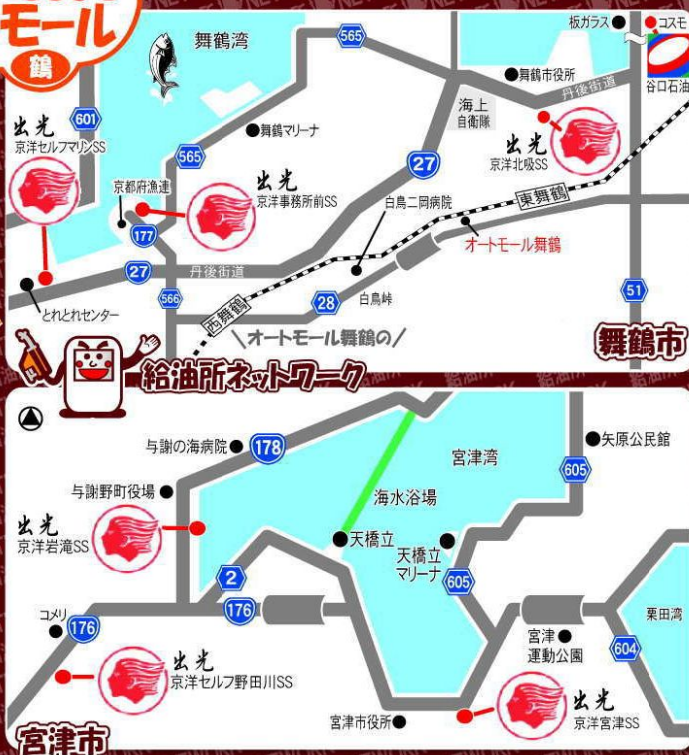 モール
鶴
舞鶴湾
565
板ガラス
コスモ
谷口石油
舞鶴市役所
丹後街道
海上
自衛隊
601
出光
京洋セルフマリンSS
舞鶴マリーナ
565
出光
京洋北吸SS
27
京都府漁連
出光
京洋事務所前SS
白鳥二岡病院
東舞鶴
177
オートモール舞鶴
27
丹後街道
とれとれセンター
566
西舞鶴
28
白鳥峠
51
\オートモール舞鶴の/
舞鶴市
給油所ネットワーク
与謝の海病院
178
宮津湾
矢原公民館
605
与謝野町役場
海水浴場
出光
京洋岩滝SS
天橋立
天橋立
マリーナ
2
605
コメリ
176
176
栗田湾
宮津
運動公園
604
出光
京洋セルフ野田川SS
出光
京洋宮津SS
宮津市役所
宮津市